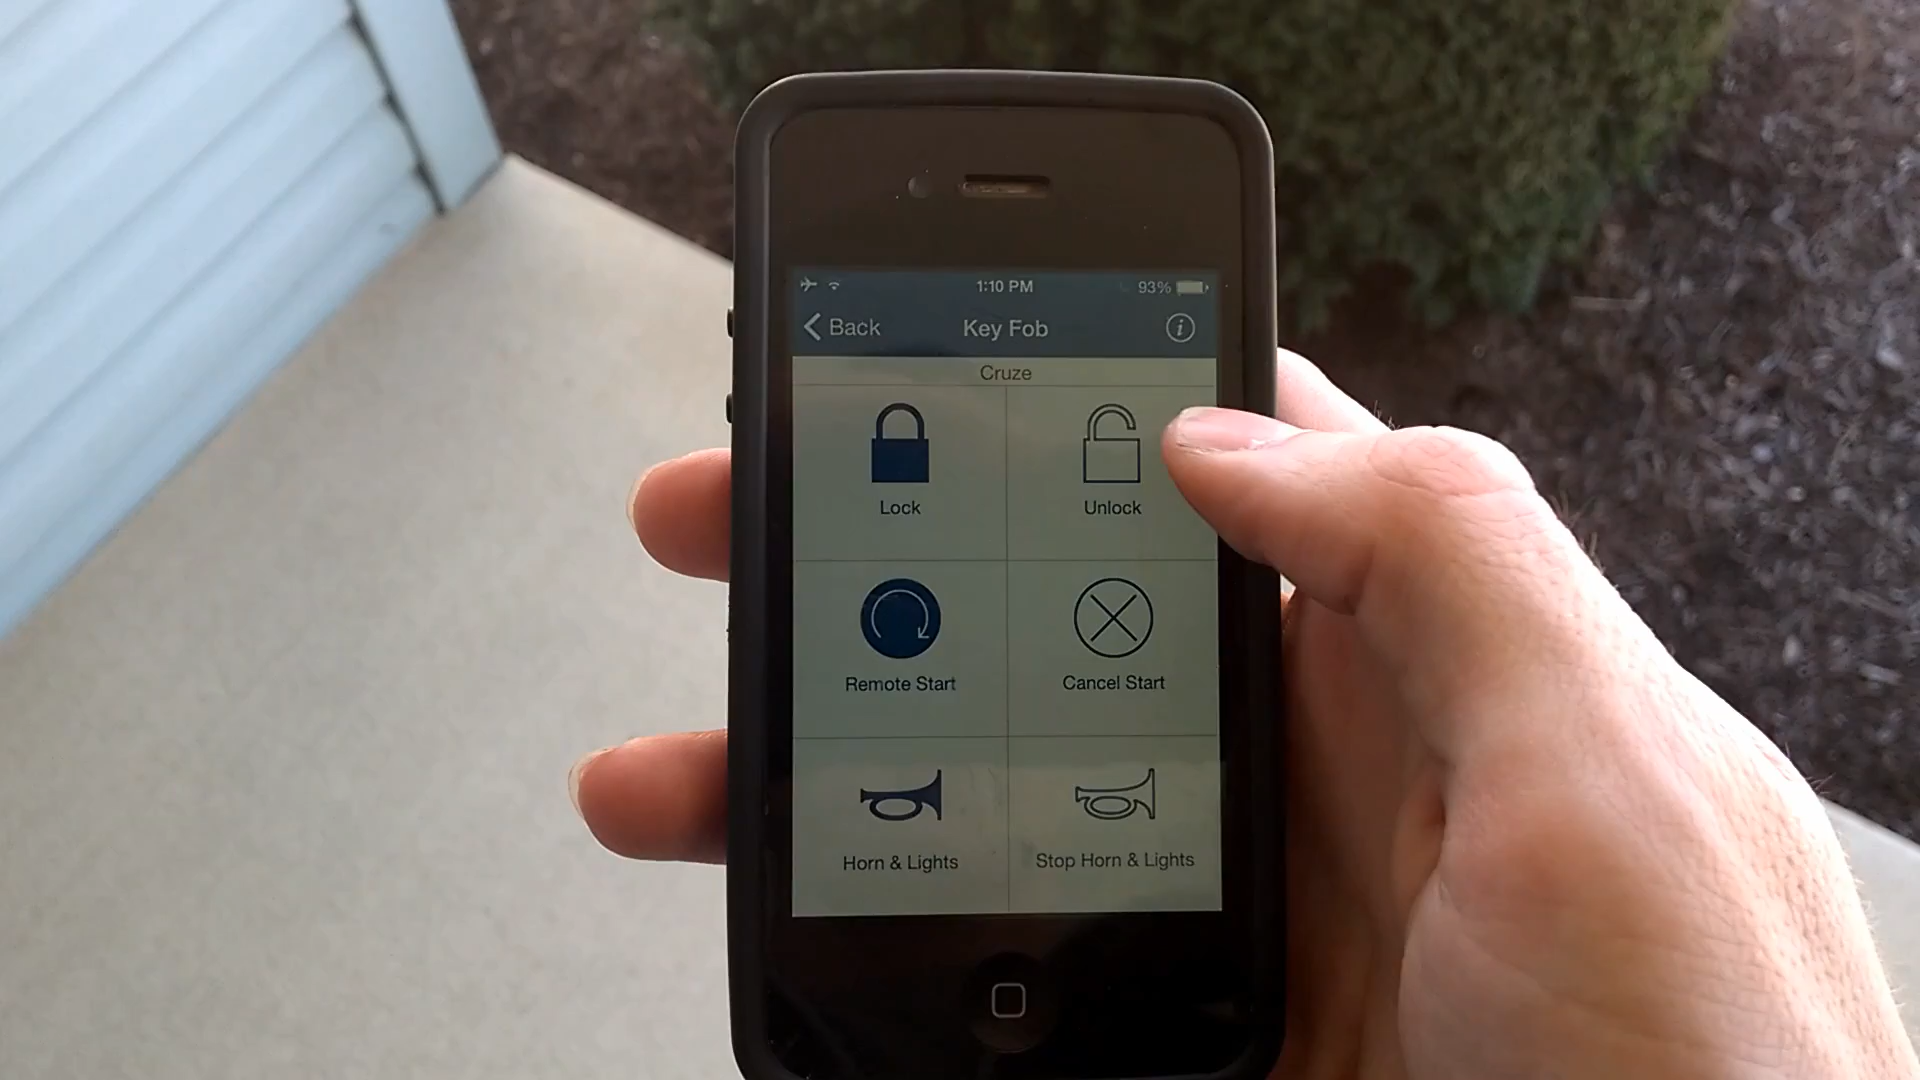 1:10 PM 93%
Back Key Fob i
Cruze
Lock Unlock
Remote Start Cancel Start
Horn & Lights Stop Horn & Lights